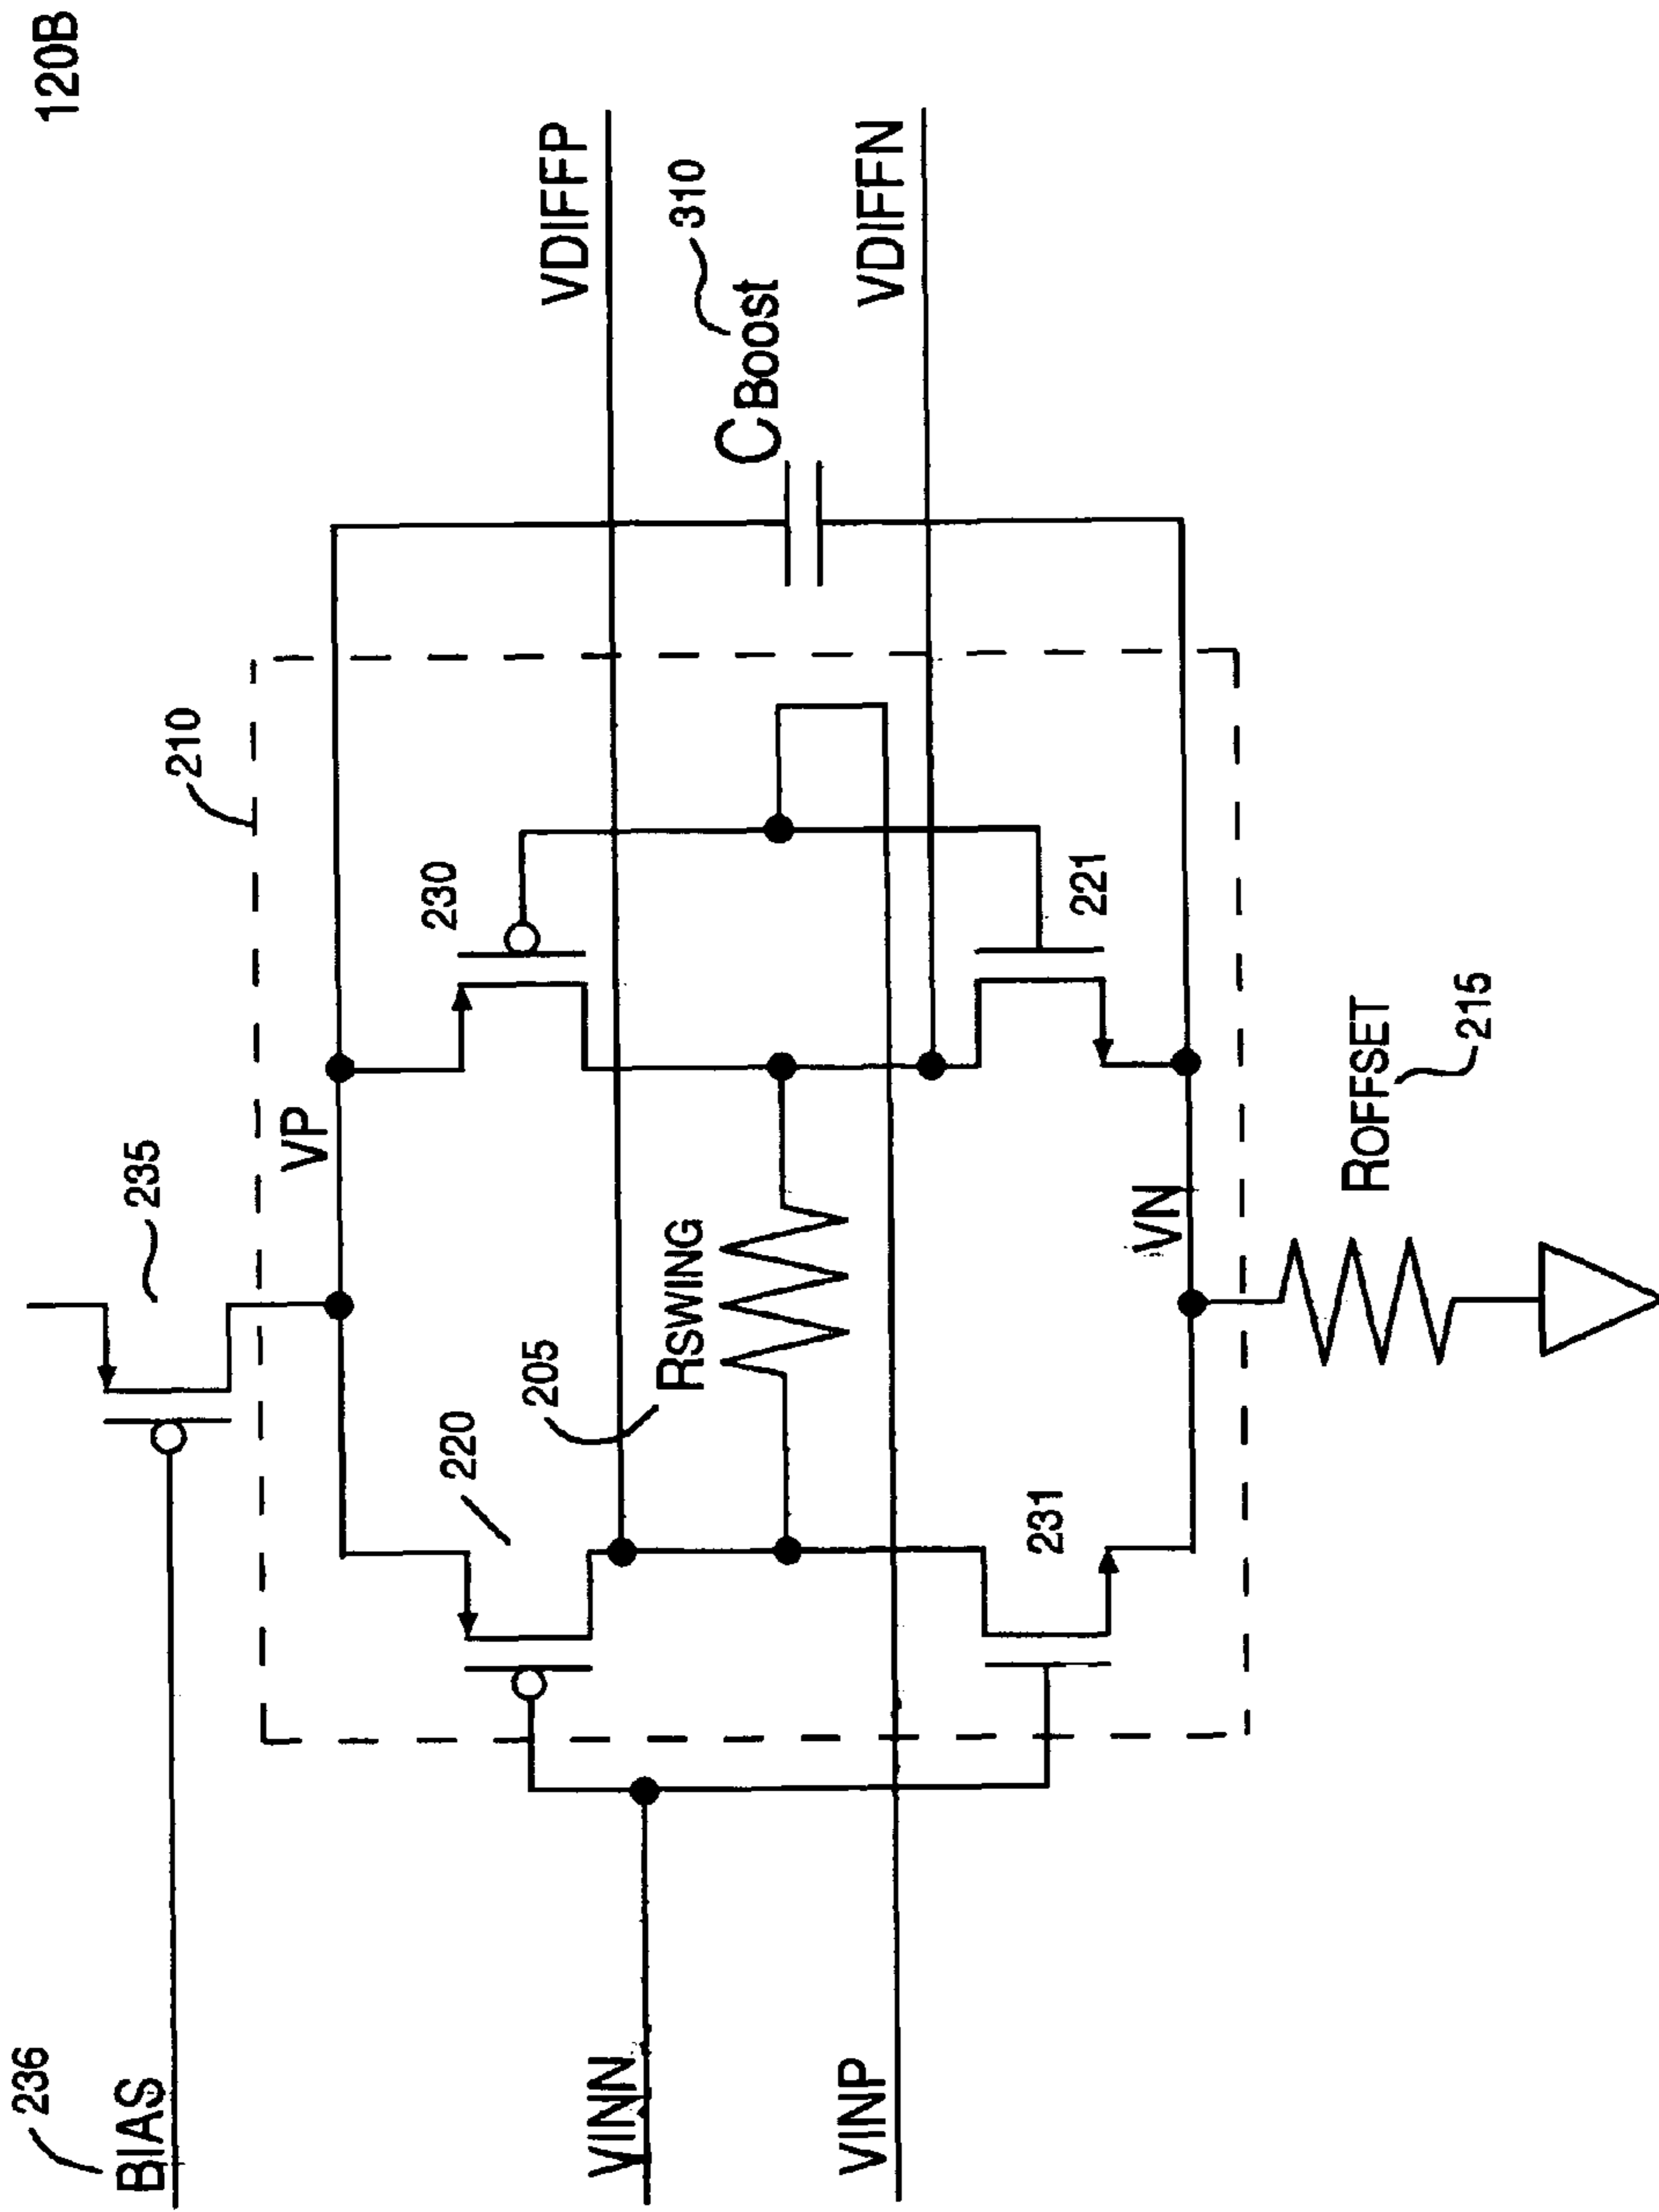 120B
236
BIAS
235
210
VP
VDIFFP
220
230
205
RSWING
CBOOST
310
VINN
VDIFFN
VINP
231
221
VN
ROFFSET
215